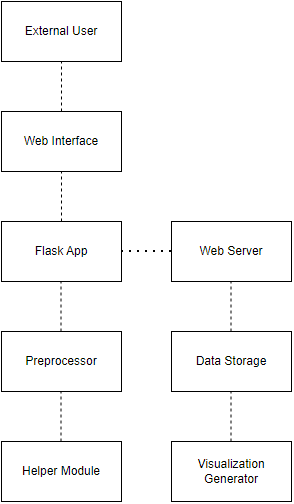 External User
Web Interface
Flask App
Web Server
Preprocessor
Data Storage
Helper Module
Visualization
Generator